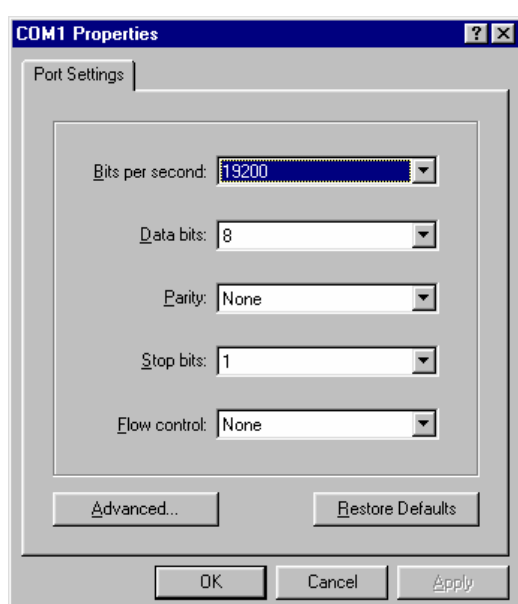 COM1 Properties
Port Settings
Bits per second: 19200
Data bits: 8
Parity: None
Stop bits: 1
Flow control: None
Advanced... Restore Defaults
OK Cancel Apply